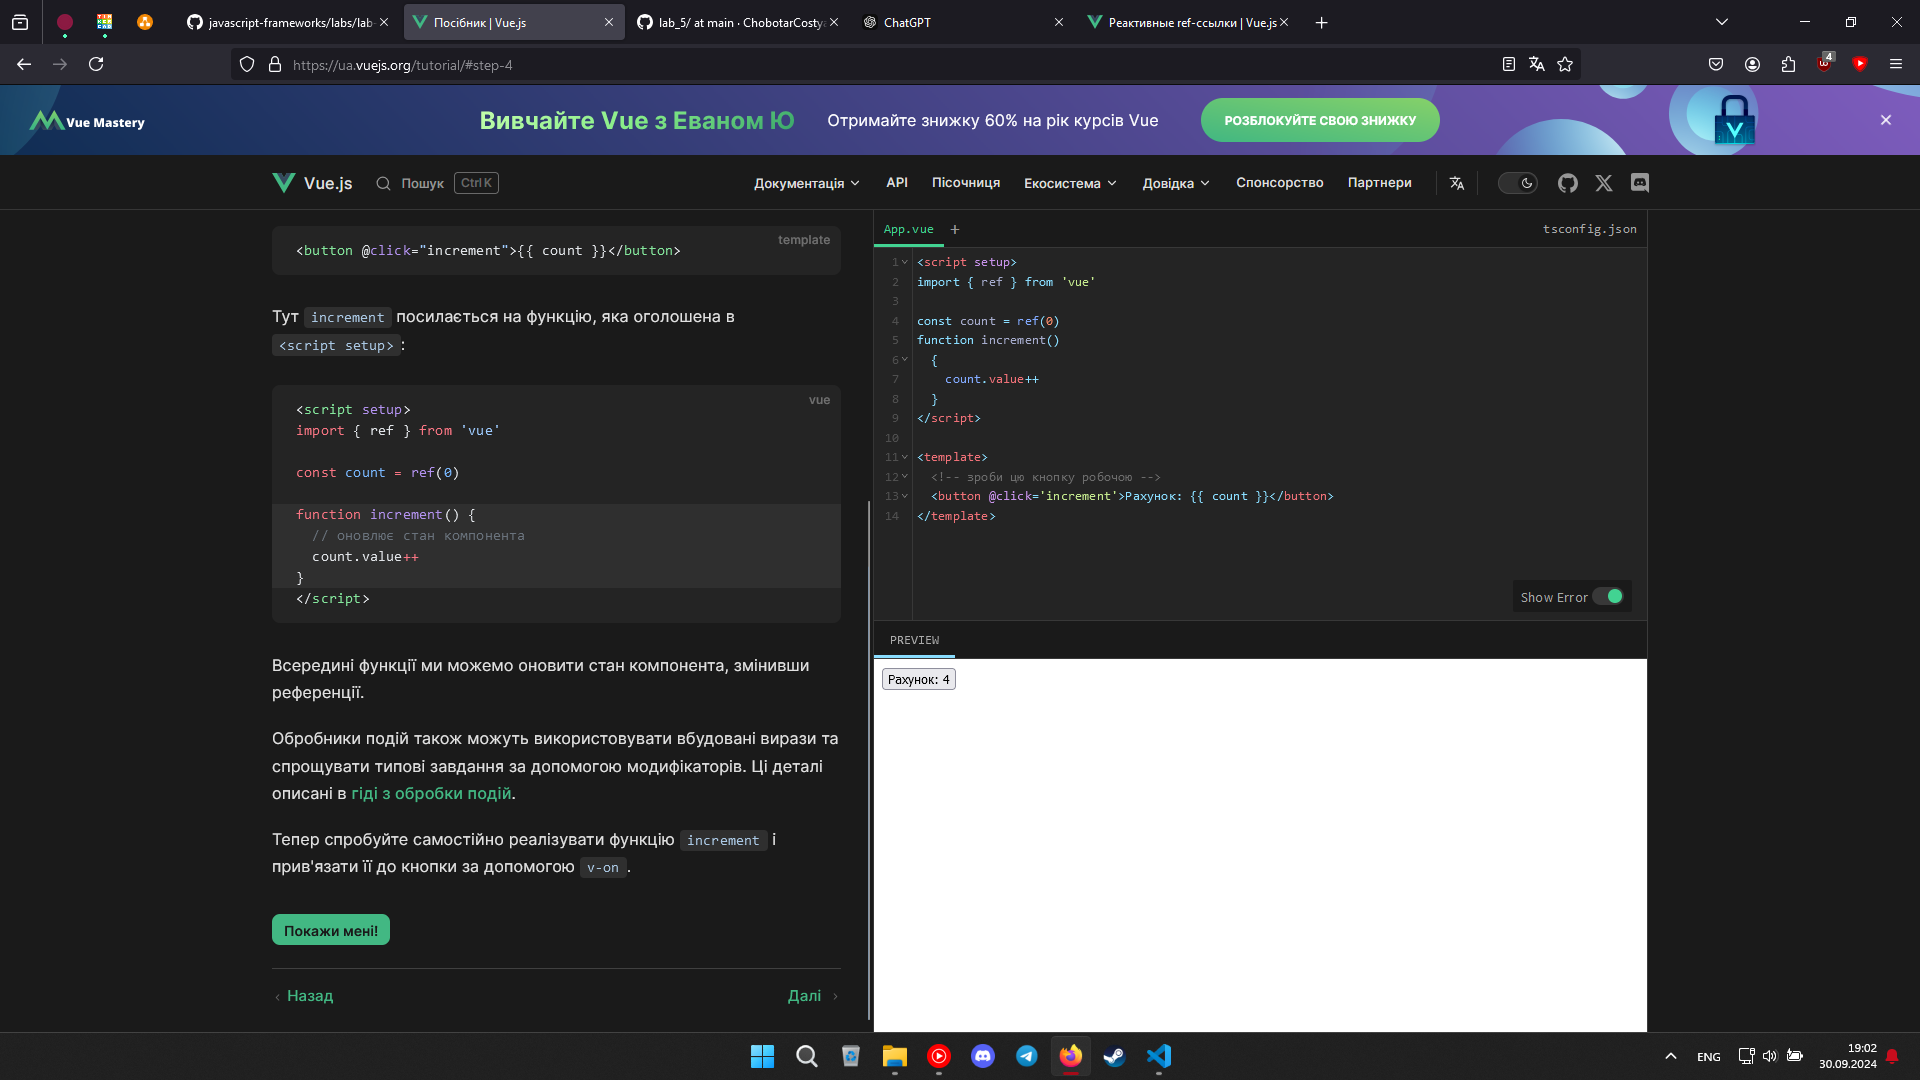 javascript-frameworks/labs/lab-
Посібник | Vue.js
lab_5/ at main · ChobotarCostya
ChatGPT
Реактивные ref-ссылки | Vue.js
https://ua.vuejs.org/tutorial/#step-4
4
Vue Mastery
Вивчайте Vue з Еваном Ю
Отримайте знижку 60% на рік курсів Vue
РОЗБЛОКУЙТЕ СВОЮ ЗНИЖКУ
Vue.js
Пошук
Ctrl K
Документація
API
Пісочниця
Екосистема
Довідка
Спонсорство
Партнери
template
<button @click="increment">{{ count }}</button>
Тут increment посилається на функцію, яка оголошена в
<script setup>:
vue
<script setup>
import { ref } from 'vue'
const count = ref(0)
function increment() {
// оновлює стан компонента
count.value++
}
</script>
Всередині функції ми можемо оновити стан компонента, змінивши
референції.
Обробники подій також можуть використовувати вбудовані вирази та
спрощувати типові завдання за допомогою модифікаторів. Ці деталі
описані в гіді з обробки подій.
Тепер спробуйте самостійно реалізувати функцію increment і
прив'язати її до кнопки за допомогою v-on.
Покажи мені!
Назад
Далі
App.vue +
tsconfig.json
1 <script setup>
2 import { ref } from 'vue'
3
4 const count = ref(0)
5 function increment()
6 {
7 count.value++
8 }
9 </script>
10
11 <template>
12 <!-- зроби цю кнопку робочою -->
13 <button @click='increment'>Рахунок: {{ count }}</button>
14 </template>
Show Error
PREVIEW
Рахунок: 4
ENG
19:02
30.09.2024